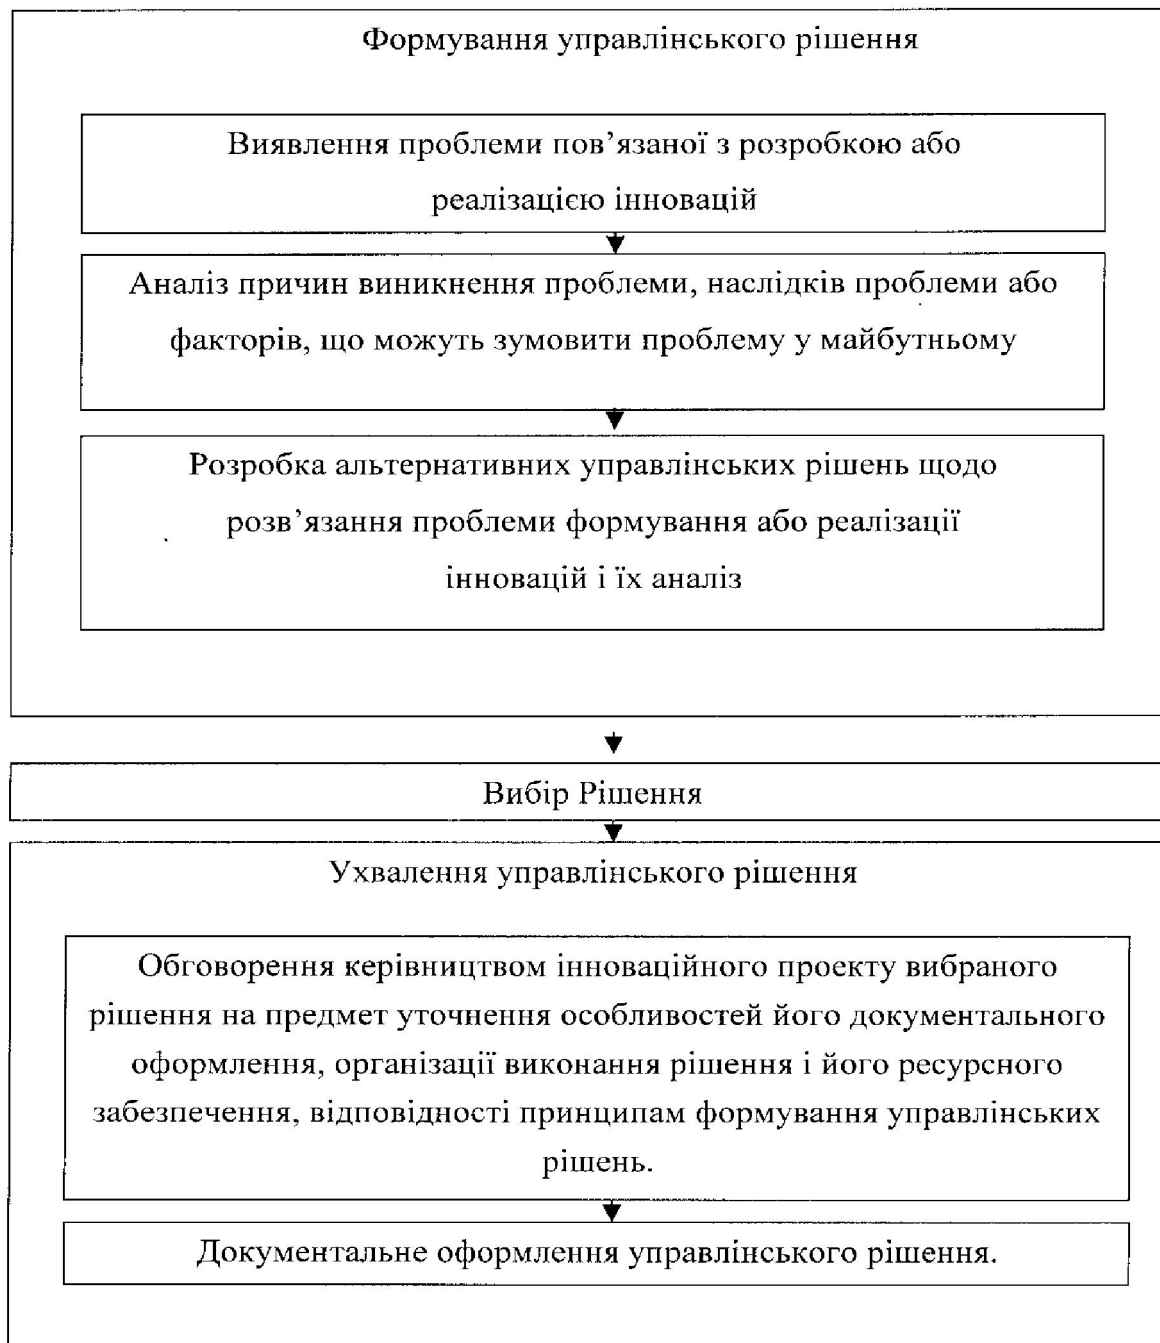 Формування управлінського рішення
Виявлення проблеми пов’язаної з розробкою або
реалізацією інновацій
Аналіз причин виникнення проблеми, наслідків проблеми або
факторів, що можуть зумовити проблему у майбутньому
Розробка альтернативних управлінських рішень щодо
розв’язання проблеми формування або реалізації
інновацій і їх аналіз
Вибір Рішення
Ухвалення управлінського рішення
Обговорення керівництвом інноваційного проекту вибраного
рішення на предмет уточнення особливостей його документального
оформлення, організації виконання рішення і його ресурсного
забезпечення, відповідності принципам формування управлінських
рішень.
Документальне оформлення управлінського рішення.